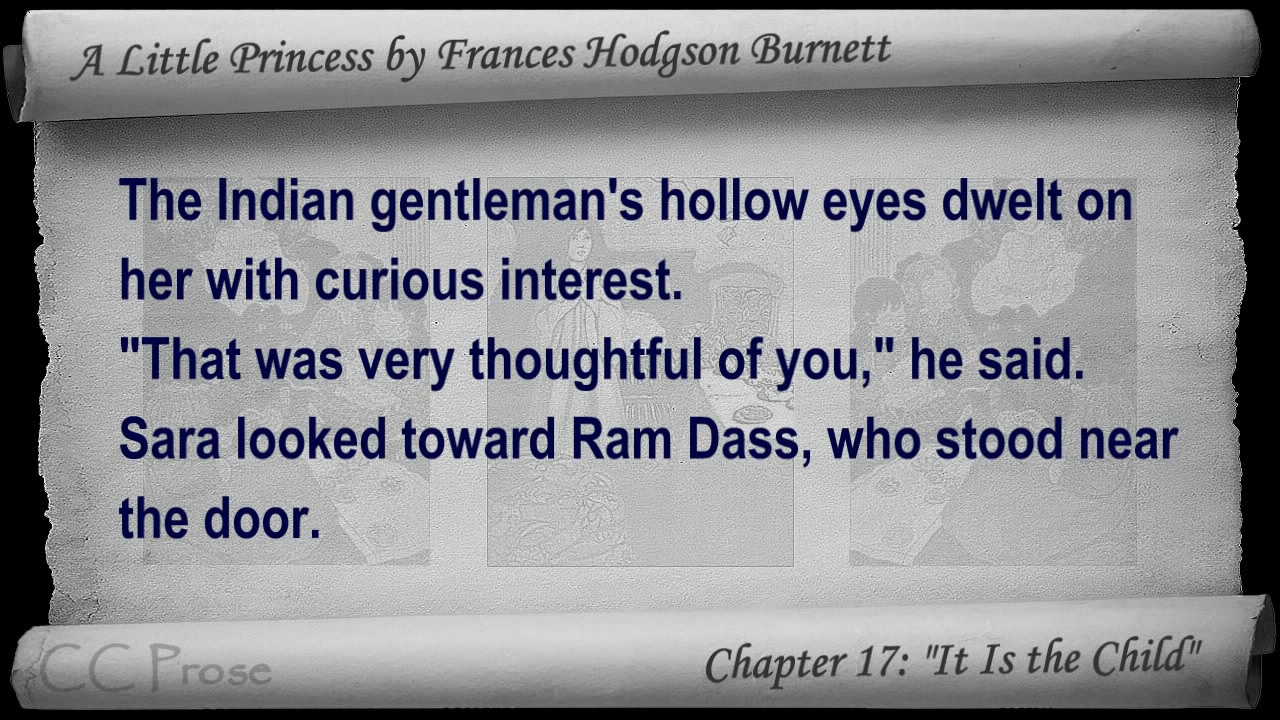 A Little Princess by Frances Hodgson Burnett
The Indian gentleman's hollow eyes dwelt on
her with curious interest.
"That was very thoughtful of you," he said.
Sara looked toward Ram Dass, who stood near
the door.
CC Prose
Chapter 17: "It Is the Child"